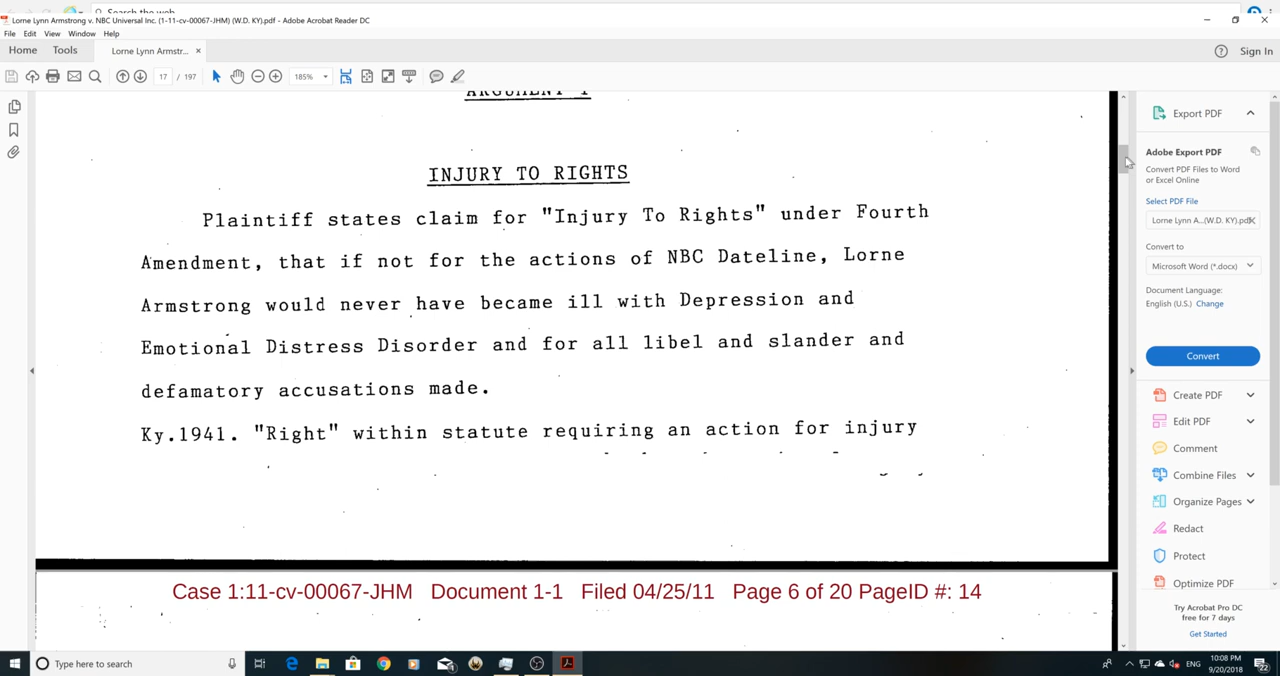 Search the web
Lorne Lynn Armstrong v. NBC Universal Inc. (1-11-cv-00067-JHM) (W.D. KY).pdf - Adobe Acrobat Reader DC
File Edit View Window Help
Home Tools Lorne Lynn Armstr... × Sign In
17 / 197 185%
ARGUMENT I
INJURY TO RIGHTS
Plaintiff states claim for "Injury To Rights" under Fourth
Amendment, that if not for the actions of NBC Dateline, Lorne
Armstrong would never have became ill with Depression and
Emotional Distress Disorder and for all libel and slander and
defamatory accusations made.
Ky.1941. "Right" within statute requiring an action for injury
Case 1:11-cv-00067-JHM Document 1-1 Filed 04/25/11 Page 6 of 20 PageID #: 14
Export PDF
Adobe Export PDF
Convert PDF Files to Word
or Excel Online
Select PDF File
Lorne Lynn A...(W.D. KY).pdf
Convert to
Microsoft Word (*.docx)
Document Language:
English (U.S.) Change
Convert
Create PDF
Edit PDF
Comment
Combine Files
Organize Pages
Redact
Protect
Optimize PDF
Try Acrobat Pro DC
free for 7 days
Get Started
Type here to search
ENG
10:08 PM
9/20/2018
22